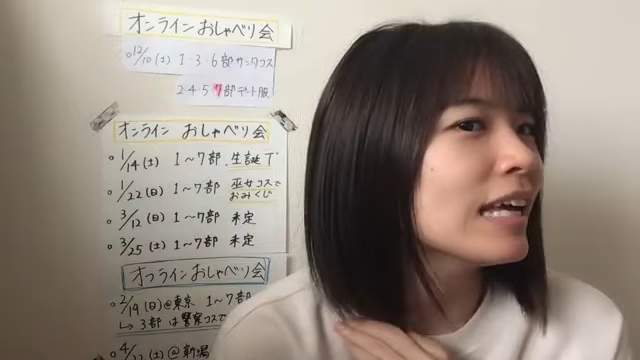 オンラインおしゃべり会
○12/10(土) 1・3・6部 サンタコス
2・4・5・7部 デート服
オンライン おしゃべり会
○1/14(土) 1〜7部 生誕T
○1/22(日) 1〜7部 巫女コスで
おみくじ
○3/12(日) 1〜7部 未定
○3/25(土) 1〜7部 未定
オフラインおしゃべり会
○2/19(日)@東京 1〜7部
↳3部は警察コスで
(土)@新潟